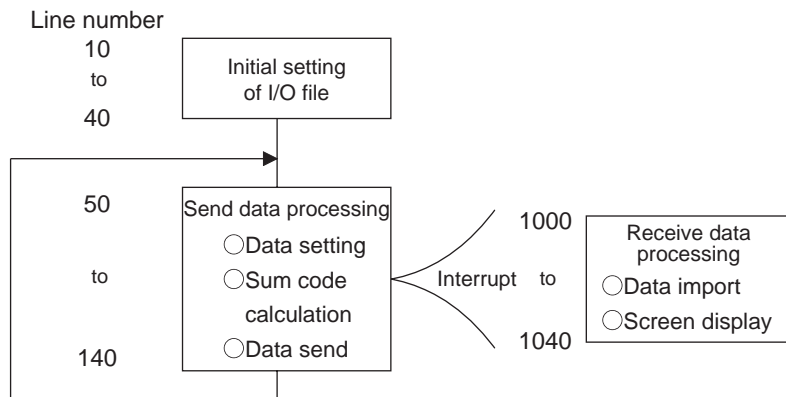 Line number
10
to
40
Initial setting
of I/O file
50
to
140
Send data processing
○Data setting
○Sum code
calculation
○Data send
Interrupt
1000
to
1040
Receive data
processing
○Data import
○Screen display